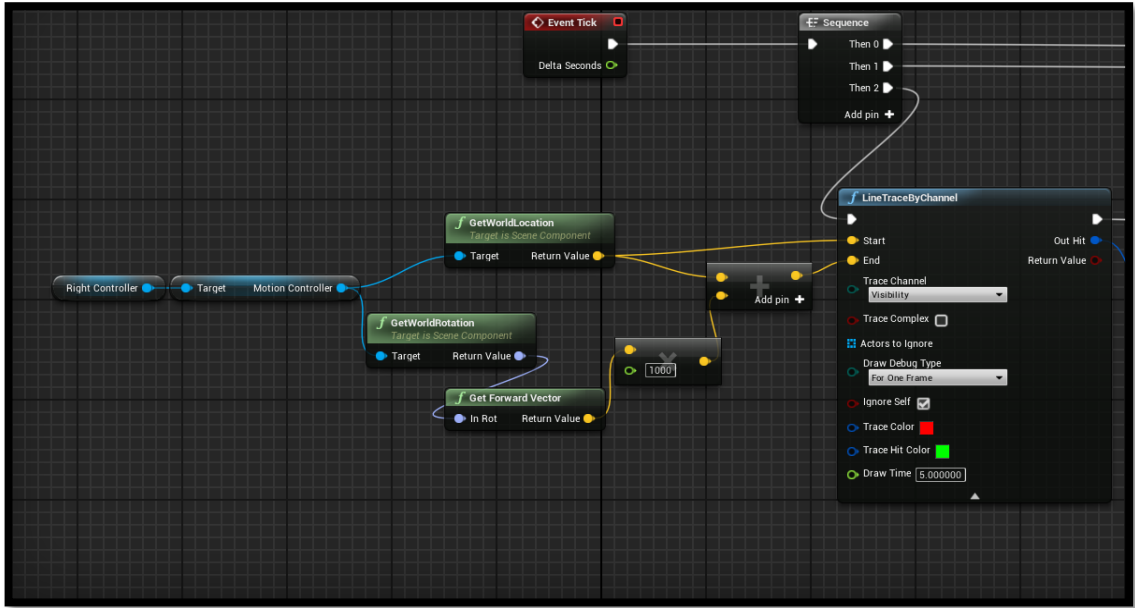 Event Tick
Delta Seconds
Sequence
Then 0
Then 1
Then 2
Add pin +
f LineTraceByChannel
Start
Out Hit
End
Return Value
Trace Channel
Visibility
Trace Complex
Actors to Ignore
Draw Debug Type
For One Frame
Ignore Self
Trace Color
Trace Hit Color
Draw Time 5.000000
f GetWorldLocation
Target is Scene Component
Target Return Value
Right Controller
Target Motion Controller
f GetWorldRotation
Target is Scene Component
Target Return Value
f Get Forward Vector
In Rot Return Value
+
Add pin +
×
1000